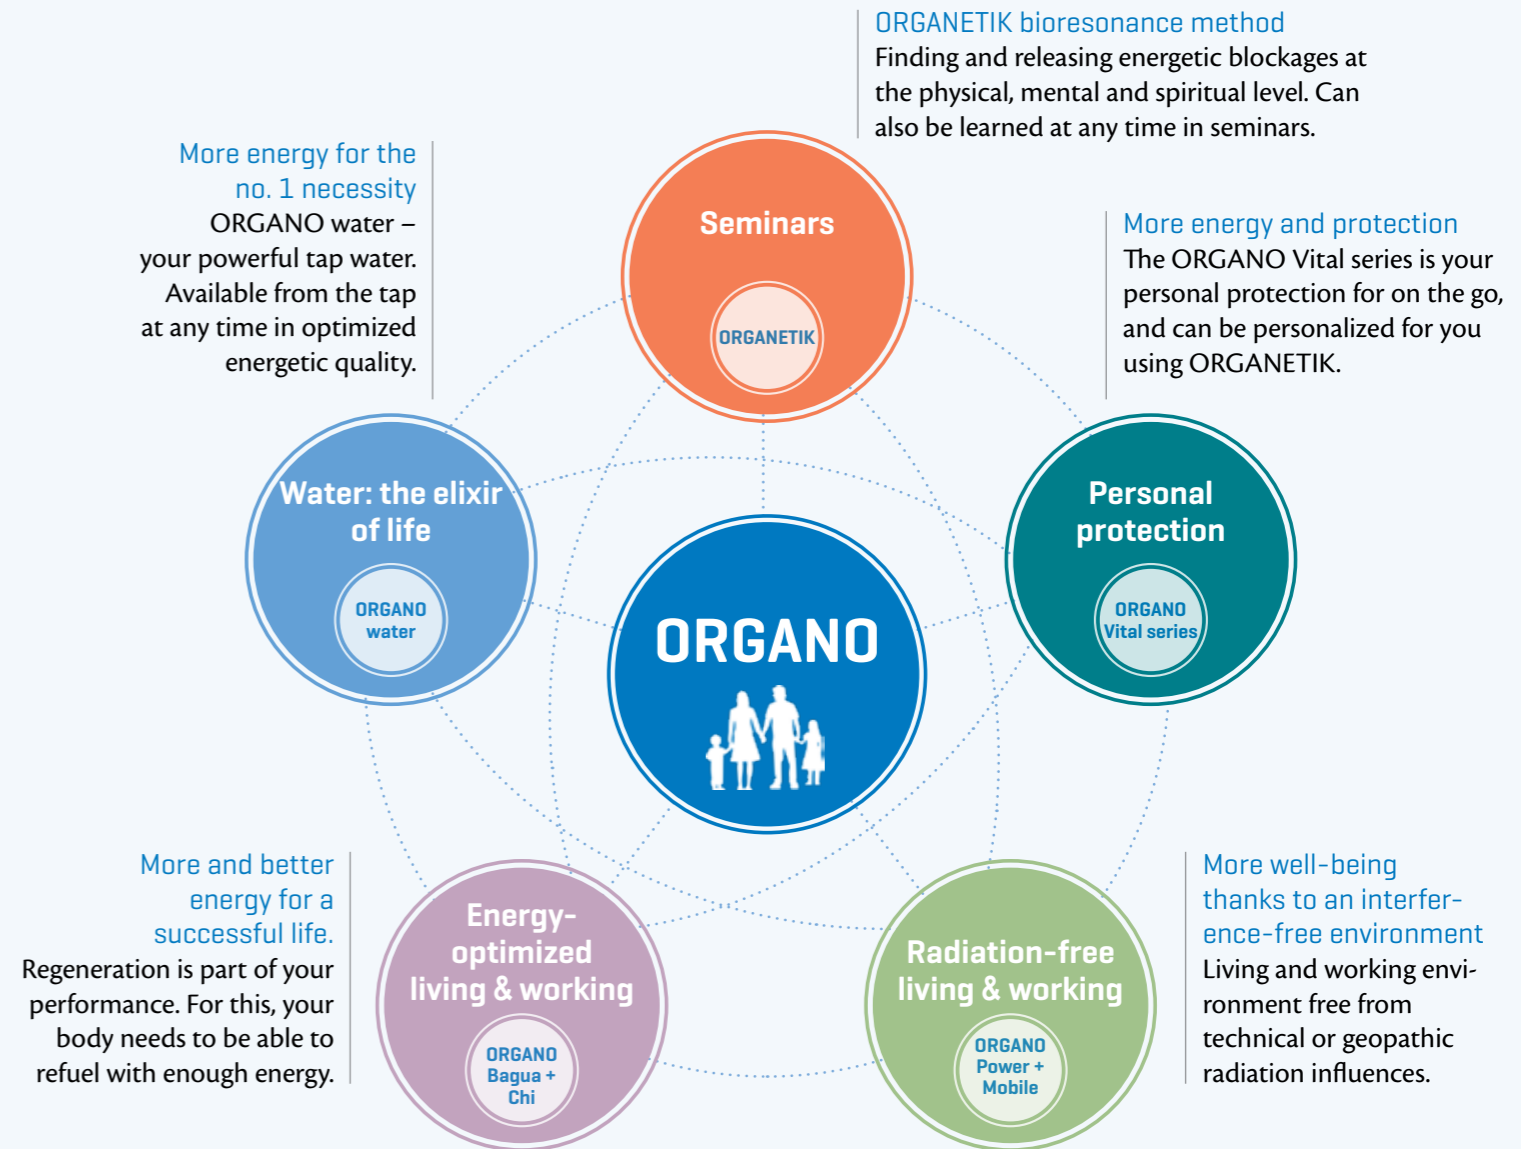 ORGANETIK bioresonance method
Finding and releasing energetic blockages at
the physical, mental and spiritual level. Can
also be learned at any time in seminars.
More energy for the
no. 1 necessity
ORGANO water –
your powerful tap water.
Available from the tap
at any time in optimized
energetic quality.
Seminars
ORGANETIK
More energy and protection
The ORGANO Vital series is your
personal protection for on the go,
and can be personalized for you
using ORGANETIK.
Water: the elixir
of life
ORGANO
water
Personal
protection
ORGANO
Vital series
ORGANO
More and better
energy for a
successful life.
Regeneration is part of your
performance. For this, your
body needs to be able to
refuel with enough energy.
Energy-
optimized
living & working
ORGANO
Bagua +
Chi
Radiation-free
living & working
ORGANO
Power +
Mobile
More well-being
thanks to an interfer-
ence-free environment
Living and working envi-
ronment free from
technical or geopathic
radiation influences.